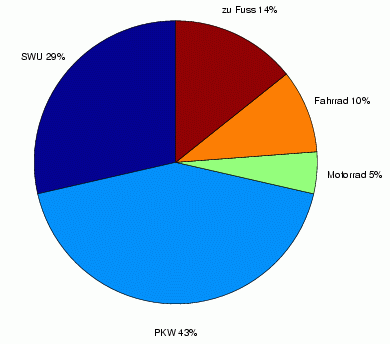 zu Fuss 14%
SWU 29%
Fahrrad 10%
Motorrad 5%
PKW 43%